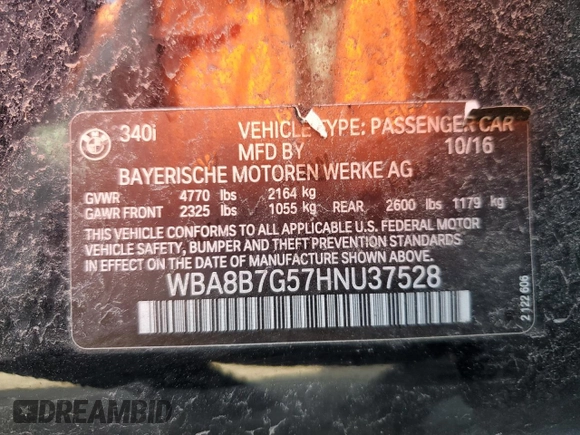 BMW
340i VEHICLE TYPE: PASSENGER CAR
MFD BY 10/16
BAYERISCHE MOTOREN WERKE AG
GVWR 4770 lbs 2164 kg
GAWR FRONT 2325 lbs 1055 kg REAR 2600 lbs 1179 kg
THIS VEHICLE CONFORMS TO ALL APPLICABLE U.S. FEDERAL MOTOR
VEHICLE SAFETY, BUMPER AND THEFT PREVENTION STANDARDS
IN EFFECT ON THE DATE OF MANUFACTURE SHOWN ABOVE.
WBA8B7G57HNU37528
2 122 606
DREAMBID